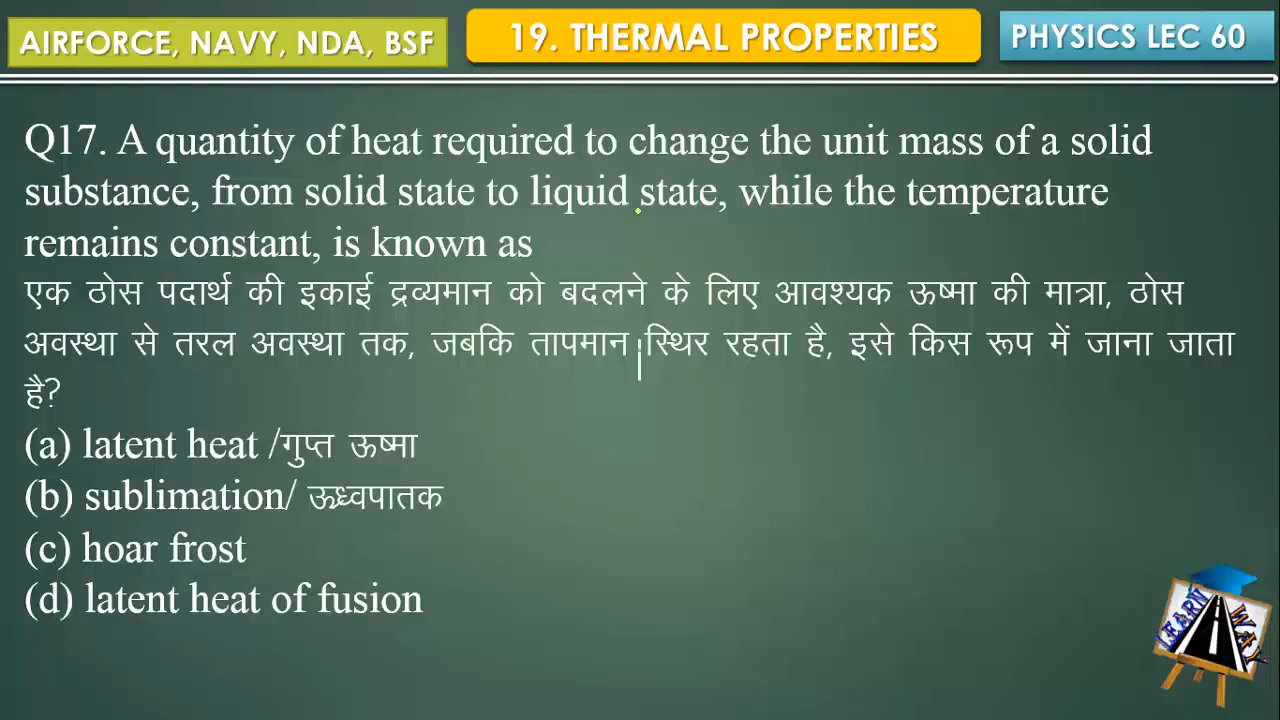 AIRFORCE, NAVY, NDA, BSF
19. THERMAL PROPERTIES
PHYSICS LEC 60
Q17. A quantity of heat required to change the unit mass of a solid
substance, from solid state to liquid state, while the temperature
remains constant, is known as
एक ठोस पदार्थ की इकाई द्रव्यमान को बदलने के लिए आवश्यक ऊष्मा की मात्रा, ठोस
अवस्था से तरल अवस्था तक, जबकि तापमान स्थिर रहता है, इसे किस रूप में जाना जाता
है?
(a) latent heat /गुप्त ऊष्मा
(b) sublimation/ ऊध्र्वपातक
(c) hoar frost
(d) latent heat of fusion
LEARN WAY